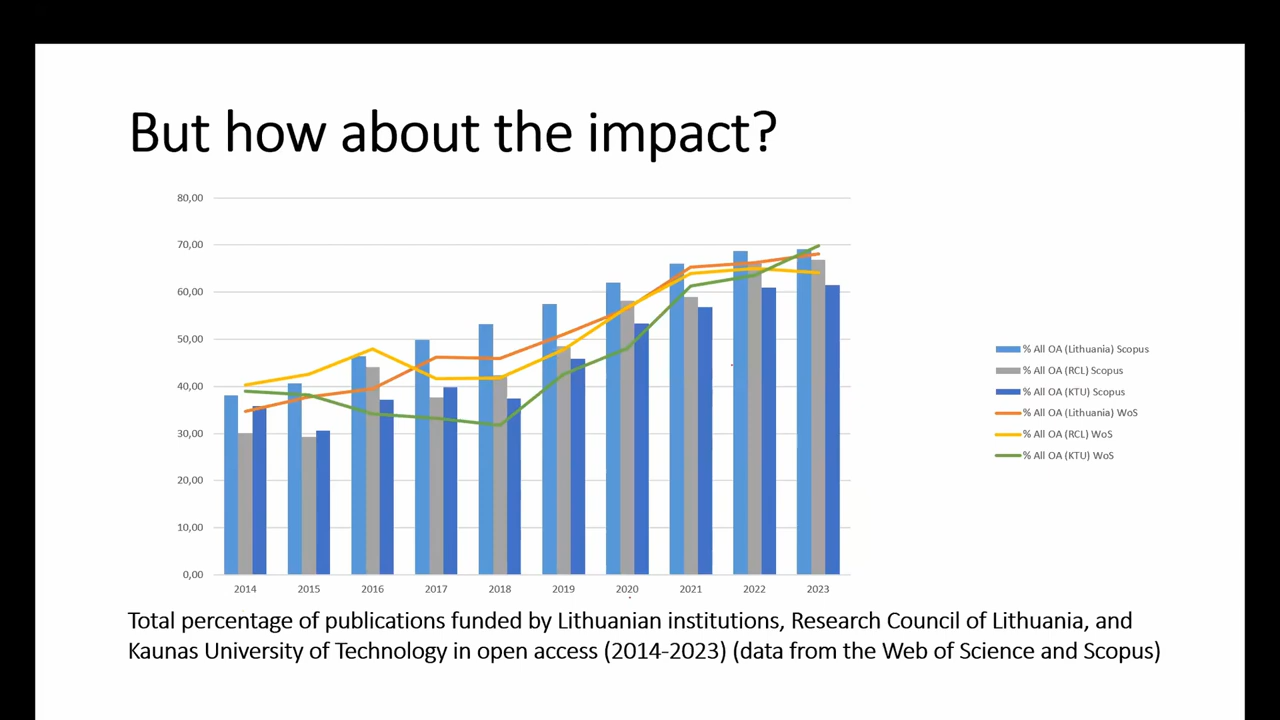 But how about the impact?
80,00
70,00
60,00
50,00
40,00
30,00
20,00
10,00
0,00
2014 2015 2016 2017 2018 2019 2020 2021 2022 2023
% All OA (Lithuania) Scopus
% All OA (RCL) Scopus
% All OA (KTU) Scopus
% All OA (Lithuania) WoS
% All OA (RCL) WoS
% All OA (KTU) WoS
Total percentage of publications funded by Lithuanian institutions, Research Council of Lithuania, and
Kaunas University of Technology in open access (2014-2023) (data from the Web of Science and Scopus)